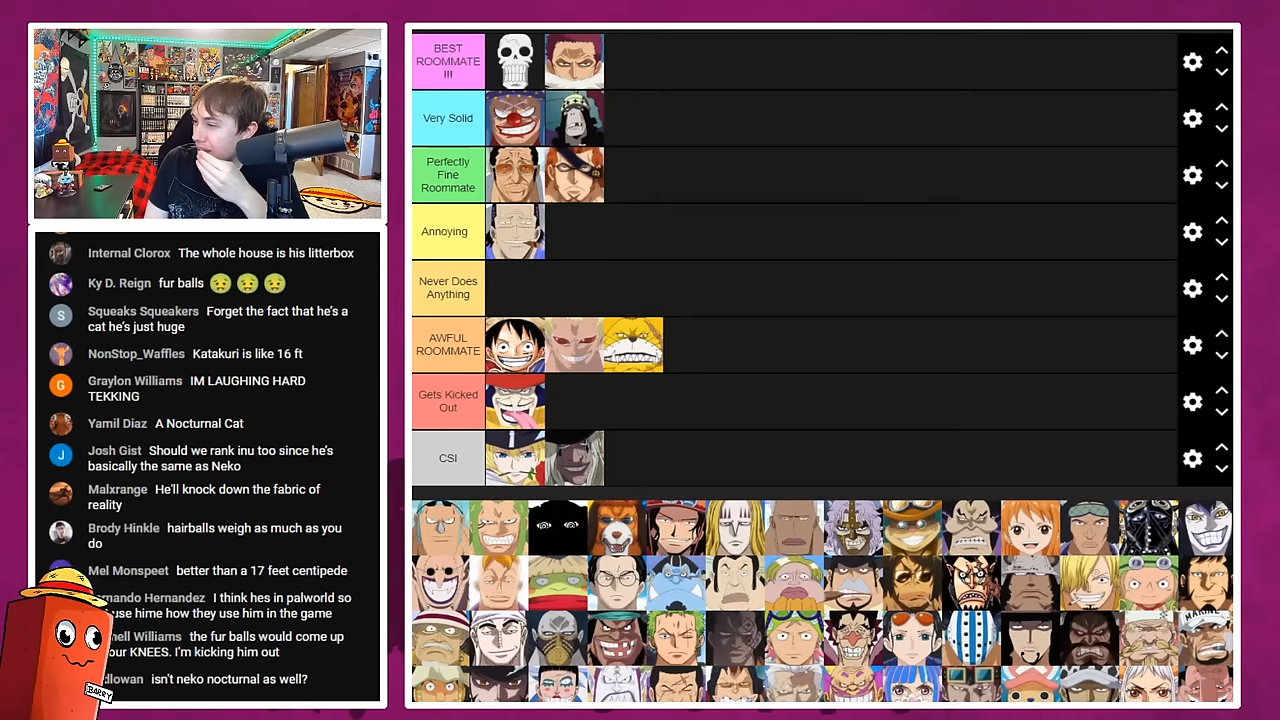 BEST
ROOMMATE
!!!
Very Solid
Perfectly
Fine
Roommate
Annoying
Never Does
Anything
AWFUL
ROOMMATE
Gets Kicked
Out
CSI
Internal Clorox The whole house is his litterbox
Ky D. Reign fur balls 🤢 🤢 🤢
S Squeaks Squeakers Forget the fact that he's a
cat he's just huge
NonStop_Waffles Katakuri is like 16 ft
G Graylon Williams IM LAUGHING HARD
TEKKING
Yamil Diaz A Nocturnal Cat
J Josh Gist Should we rank inu too since he's
basically the same as Neko
Malxrange He'll knock down the fabric of
reality
Brody Hinkle hairballs weigh as much as you
do
Mel Monspeet better than a 17 feet centipede
Hernandez I think hes in palworld so
hime how they use him in the game
Williams the fur balls would come up
KNEES. I'm kicking him out
isn't neko nocturnal as well?
BARRY
MARINE